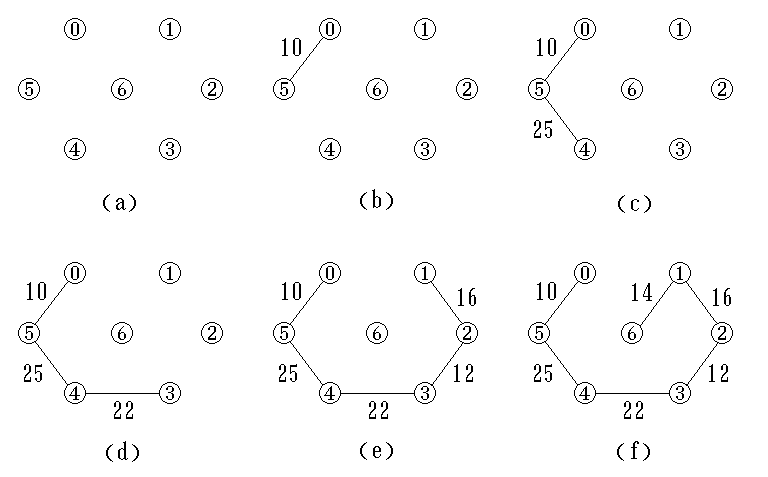 0 1 0 1 0 1
10 10
5 6 2 5 6 2 5 6 2
25
4 3 4 3 4 3
(a) (b) (c)
0 1 0 1 0 1
10 10 16 10 14 16
5 6 2 5 6 2 5 6 2
25 25 12 25 12
4 3 4 3 4 3
22 22 22
(d) (e) (f)